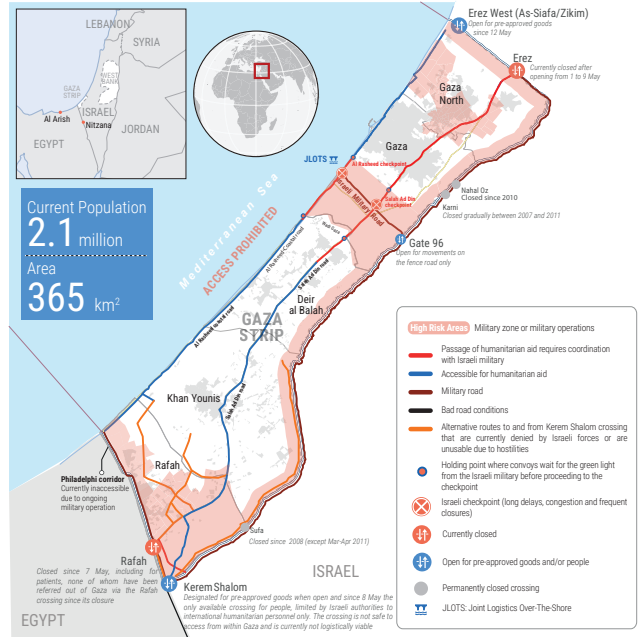 LEBANON
SYRIA
WEST
BANK
GAZA
STRIP
ISRAEL
Al Arish
Nitzana
JORDAN
EGYPT
Erez West (As-Siafa/Zikim)
Open for pre-approved goods
since 12 May
Erez
Currently closed after
opening from 1 to 9 May
Gaza
North
Gaza
JLOTS
Al Rasheed checkpoint
Israeli Military Road
Salah Ad Din
checkpoint
Nahal Oz
Closed since 2010
Karni
Closed gradually between 2007 and 2011
Current Population
2.1 million
Area
365 km²
Mediterranean Sea
ACCESS PROHIBITED
Al Rasheed-Coastal road
Wadi Gaza
Gate 96
Open for movements on
the fence road only
Salah Ad Din road
Deir
al Balah
GAZA
STRIP
Salah Ad Din road
Khan Younis
High Risk Areas Military zone or military operations
Passage of humanitarian aid requires coordination
with Israeli military
Accessible for humanitarian aid
Military road
Bad road conditions
Alternative routes to and from Kerem Shalom crossing
that are currently denied by Israeli forces or are
unusable due to hostilities
Holding point where convoys wait for the green light
from the Israeli military before proceeding to the
checkpoint
Israeli checkpoint (long delays, congestion and frequent
closures)
Currently closed
Open for pre-approved goods and/or people
Permanently closed crossing
JLOTS: Joint Logistics Over-The-Shore
Philadelphi corridor
Currently inaccessible
due to ongoing
military operation
Rafah
Sufa
Closed since 2008 (except Mar-Apr 2011)
Rafah
Closed since 7 May, including for
patients, none of whom have been
referred out of Gaza via the Rafah
crossing since its closure
ISRAEL
Kerem Shalom
Designated for pre-approved goods when open and since 8 May the
only available crossing for people, limited by Israeli authorities to
international humanitarian personnel only. The crossing is not safe to
access from within Gaza and is currently not logistically viable
EGYPT